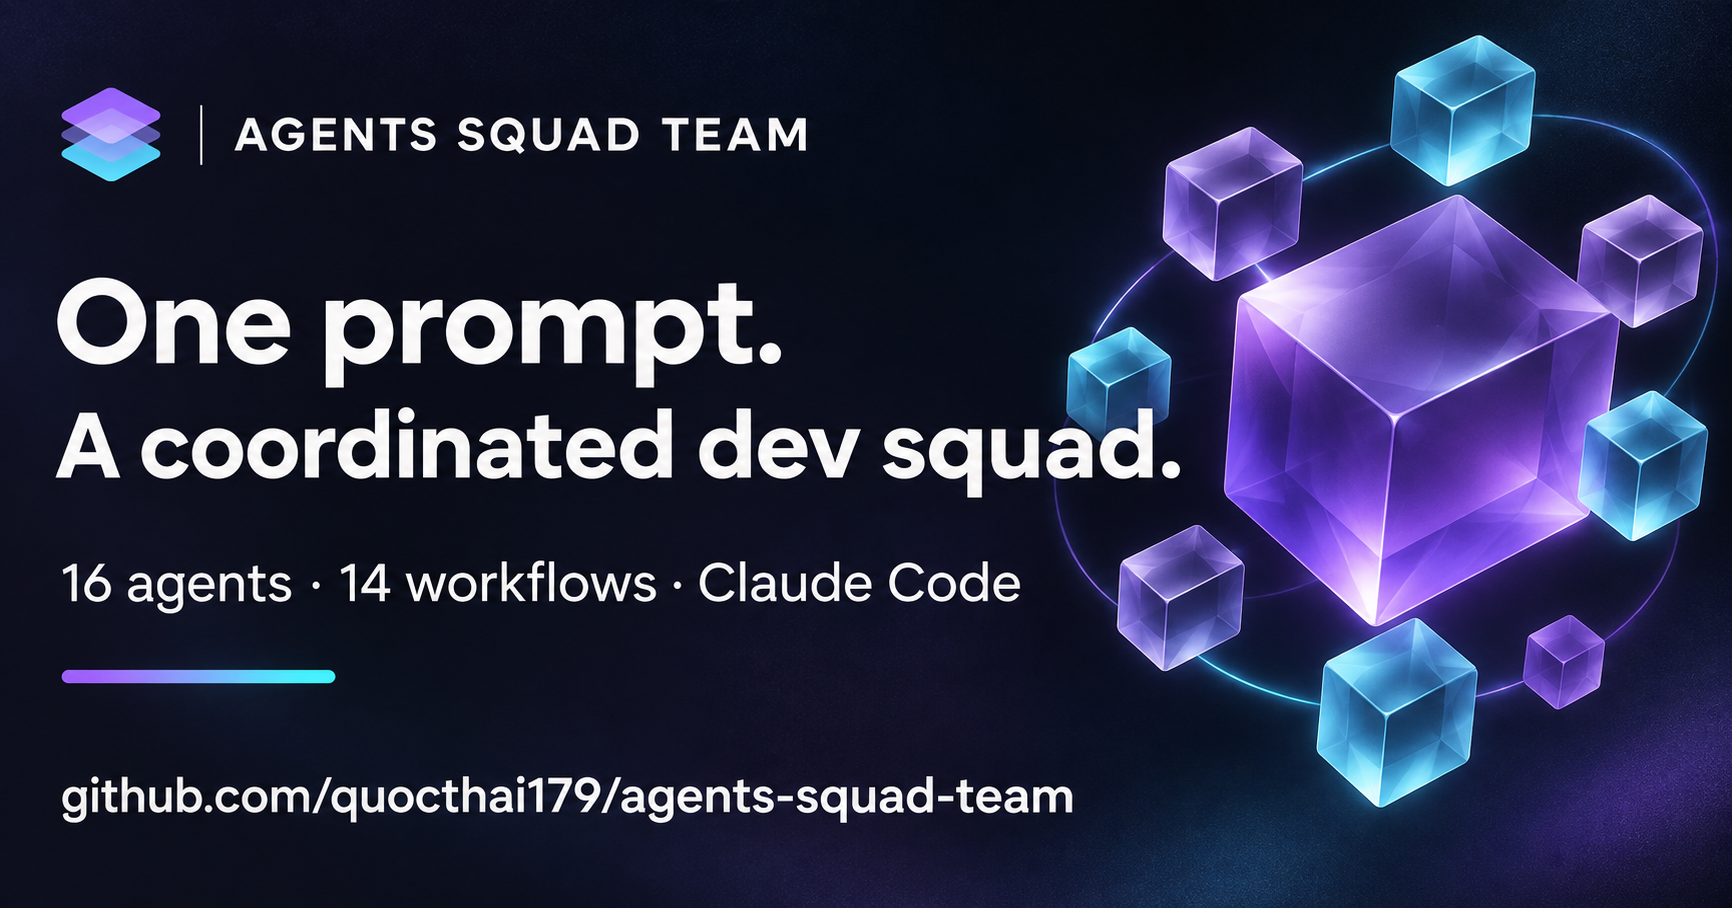 AGENTS SQUAD TEAM
One prompt.
A coordinated dev squad.
16 agents · 14 workflows · Claude Code
github.com/quocthai179/agents-squad-team